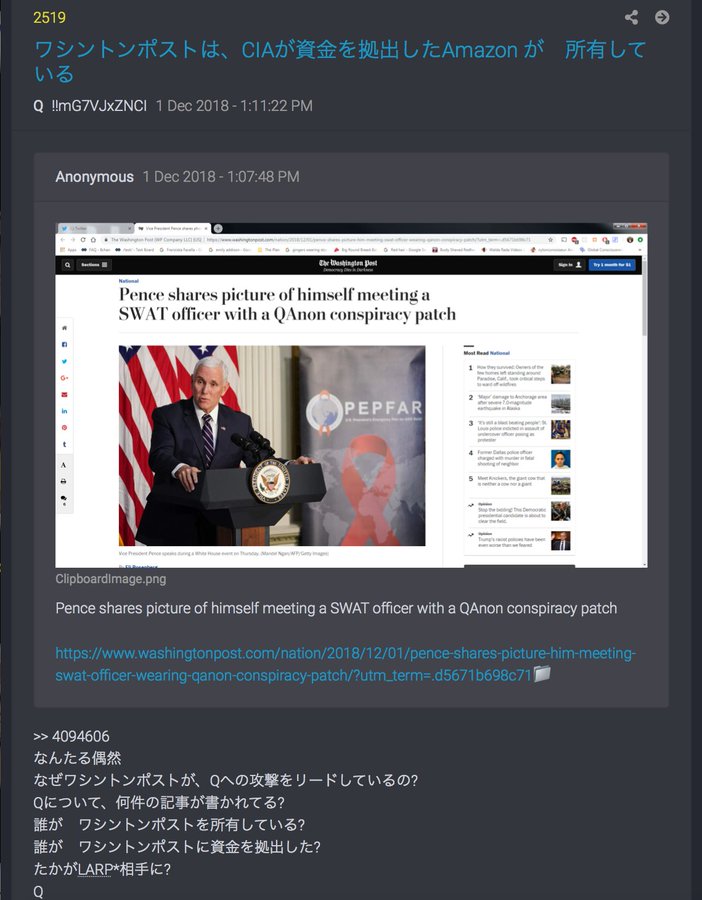 2519
ワシントンポストは、CIAが資金を拠出したAmazon が　所有して
いる
Q !!mG7VJxZNCI 1 Dec 2018 - 1:11:22 PM
Anonymous 1 Dec 2018 - 1:07:48 PM
Sections
The Washington Post
Democracy Dies in Darkness
Sign In
Try 1 month for $1
National
Pence shares picture of himself meeting a
SWAT officer with a QAnon conspiracy patch
Most Read National
1 How they survived: Owners of the
few homes left standing around
Paradise, Calif., took critical steps
to ward off wildfires
2 'Major' damage to Anchorage area
after severe 7.0-magnitude
earthquake in Alaska
3 'It's still a blast beating people': St.
Louis police indicted in assault of
undercover officer posing as
protester
4 Former Dallas police officer
charged with murder in fatal
shooting of neighbor
5 Meet Knickers, the giant cow that
is neither a cow nor a giant
Opinion
Stop the bidding! This Democratic
presidential candidate is about to
clear the field.
Opinion
Trump's racist policies have been
even worse than we feared.
PEPFAR
Vice President Pence speaks during a White House event on Thursday. (Mandel Ngan/AFP/Getty Images)
ClipboardImage.png
Pence shares picture of himself meeting a SWAT officer with a QAnon conspiracy patch
https://www.washingtonpost.com/nation/2018/12/01/pence-shares-picture-him-meeting-
swat-officer-wearing-qanon-conspiracy-patch/?utm_term=.d5671b698c71
>> 4094606
なんたる偶然
なぜワシントンポストが、Qへの攻撃をリードしているの?
Qについて、何件の記事が書かれてる?
誰が　ワシントンポストを所有している?
誰が　ワシントンポストに資金を拠出した?
たかがLARP*相手に?
Q